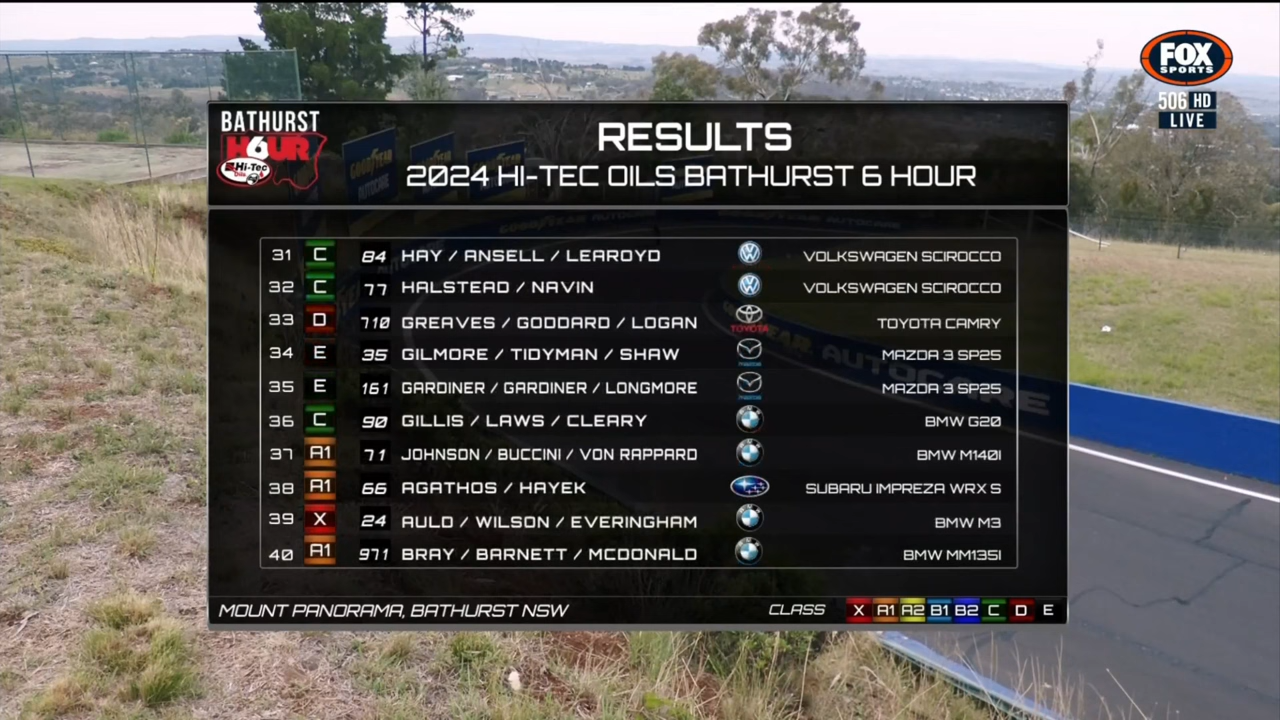 FOX
SPORTS
506 HD
LIVE
BATHURST
H6UR
Hi-Tec
Oils
RESULTS
2024 HI-TEC OILS BATHURST 6 HOUR
31 C 84 HAY / ANSELL / LEAROYD VOLKSWAGEN SCIROCCO
32 C 77 HALSTEAD / NAVIN VOLKSWAGEN SCIROCCO
33 D 710 GREAVES / GODDARD / LOGAN TOYOTA TOYOTA CAMRY
34 E 35 GILMORE / TIDYMAN / SHAW MAZDA 3 SP25
35 E 161 GARDINER / GARDINER / LONGMORE MAZDA 3 SP25
36 C 90 GILLIS / LAWS / CLEARY BMW G20
37 A1 71 JOHNSON / BUCCINI / VON RAPPARD BMW M140I
38 A1 66 AGATHOS / HAYEK SUBARU IMPREZA WRX S
39 X 24 AULD / WILSON / EVERINGHAM BMW M3
40 A1 971 BRAY / BARNETT / MCDONALD BMW MM135I
MOUNT PANORAMA, BATHURST NSW
CLASS X A1 A2 B1 B2 C D E
GOODYEAR
AUTOCARE